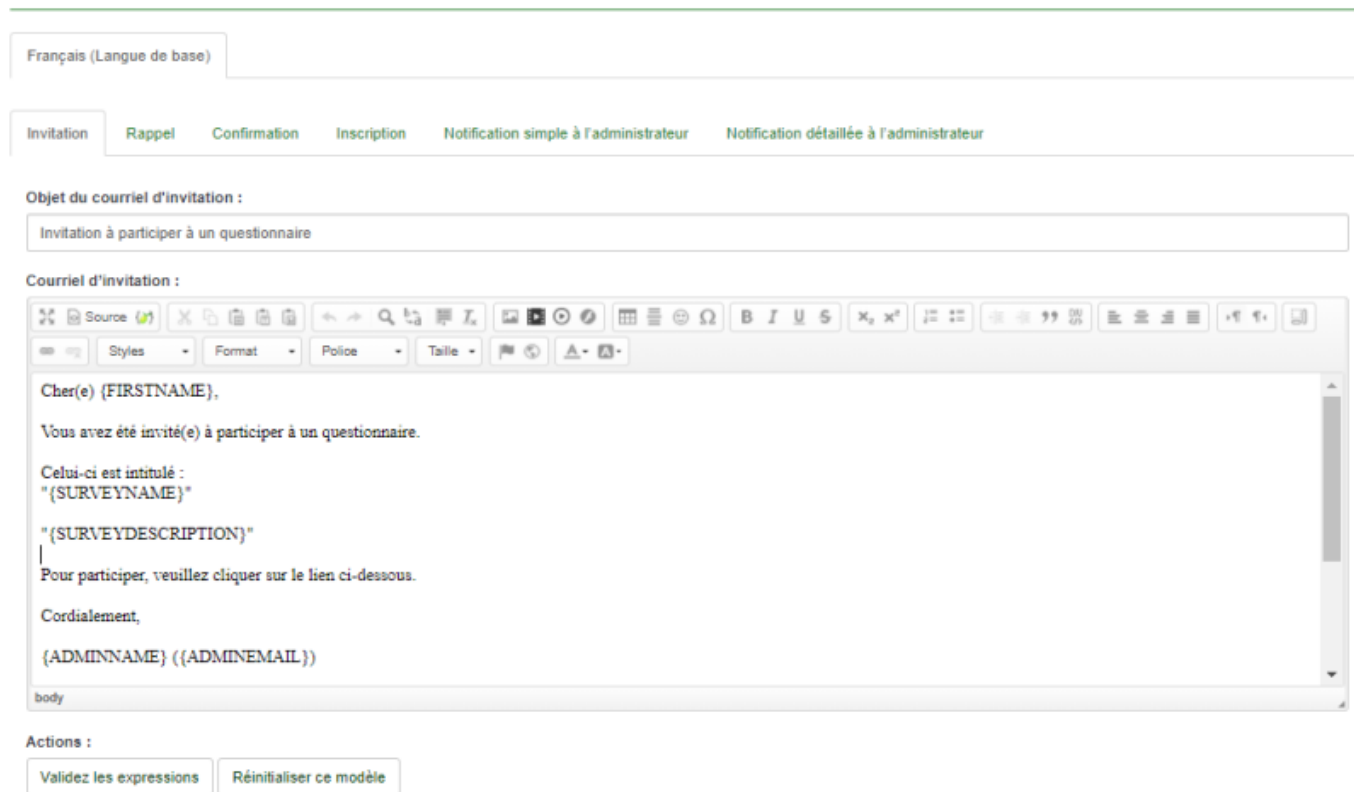 Français (Langue de base)
Invitation Rappel Confirmation Inscription Notification simple à l'administrateur Notification détaillée à l'administrateur
Objet du courriel d'invitation :
Invitation à participer à un questionnaire
Courriel d'invitation :
Source B I U S x₂ x²
Styles Format Police Taille A A
Cher(e) {FIRSTNAME},
Vous avez été invité(e) à participer à un questionnaire.
Celui-ci est intitulé :
"{SURVEYNAME}"
"{SURVEYDESCRIPTION}"
Pour participer, veuillez cliquer sur le lien ci-dessous.
Cordialement,
{ADMINNAME} ({ADMINEMAIL})
body
Actions :
Validez les expressions Réinitialiser ce modèle